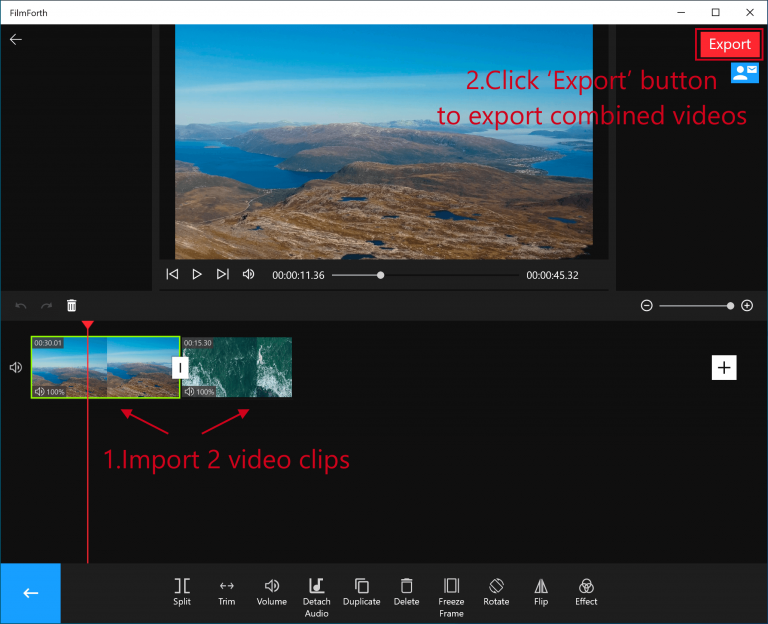 FilmForth
Export
2.Click ‘Export’ button
to export combined videos
00:00:11.36
00:00:45.32
00:30.01
00:15.30
100%
100%
1.Import 2 video clips
Split
Trim
Volume
Detach
Audio
Duplicate
Delete
Freeze
Frame
Rotate
Flip
Effect